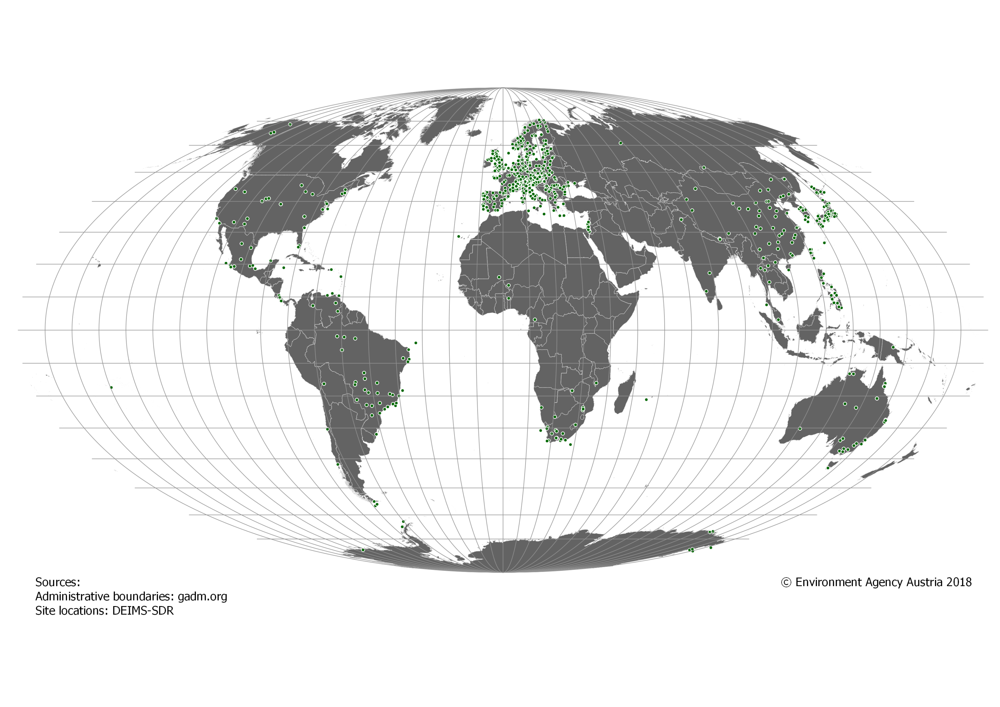 Sources:
Administrative boundaries: gadm.org
Site locations: DEIMS-SDR
© Environment Agency Austria 2018